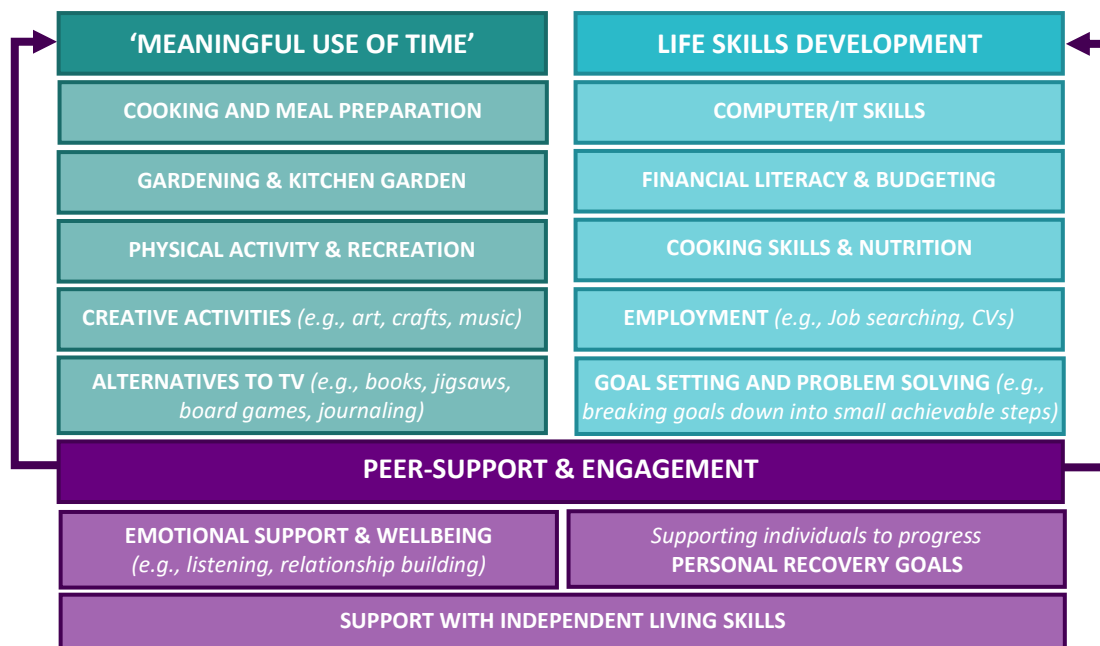 ‘MEANINGFUL USE OF TIME’
COOKING AND MEAL PREPARATION
GARDENING & KITCHEN GARDEN
PHYSICAL ACTIVITY & RECREATION
CREATIVE ACTIVITIES (e.g., art, crafts, music)
ALTERNATIVES TO TV (e.g., books, jigsaws,
board games, journaling)
LIFE SKILLS DEVELOPMENT
COMPUTER/IT SKILLS
FINANCIAL LITERACY & BUDGETING
COOKING SKILLS & NUTRITION
EMPLOYMENT (e.g., Job searching, CVs)
GOAL SETTING AND PROBLEM SOLVING (e.g.,
breaking goals down into small achievable steps)
PEER-SUPPORT & ENGAGEMENT
EMOTIONAL SUPPORT & WELLBEING
(e.g., listening, relationship building)
Supporting individuals to progress
PERSONAL RECOVERY GOALS
SUPPORT WITH INDEPENDENT LIVING SKILLS